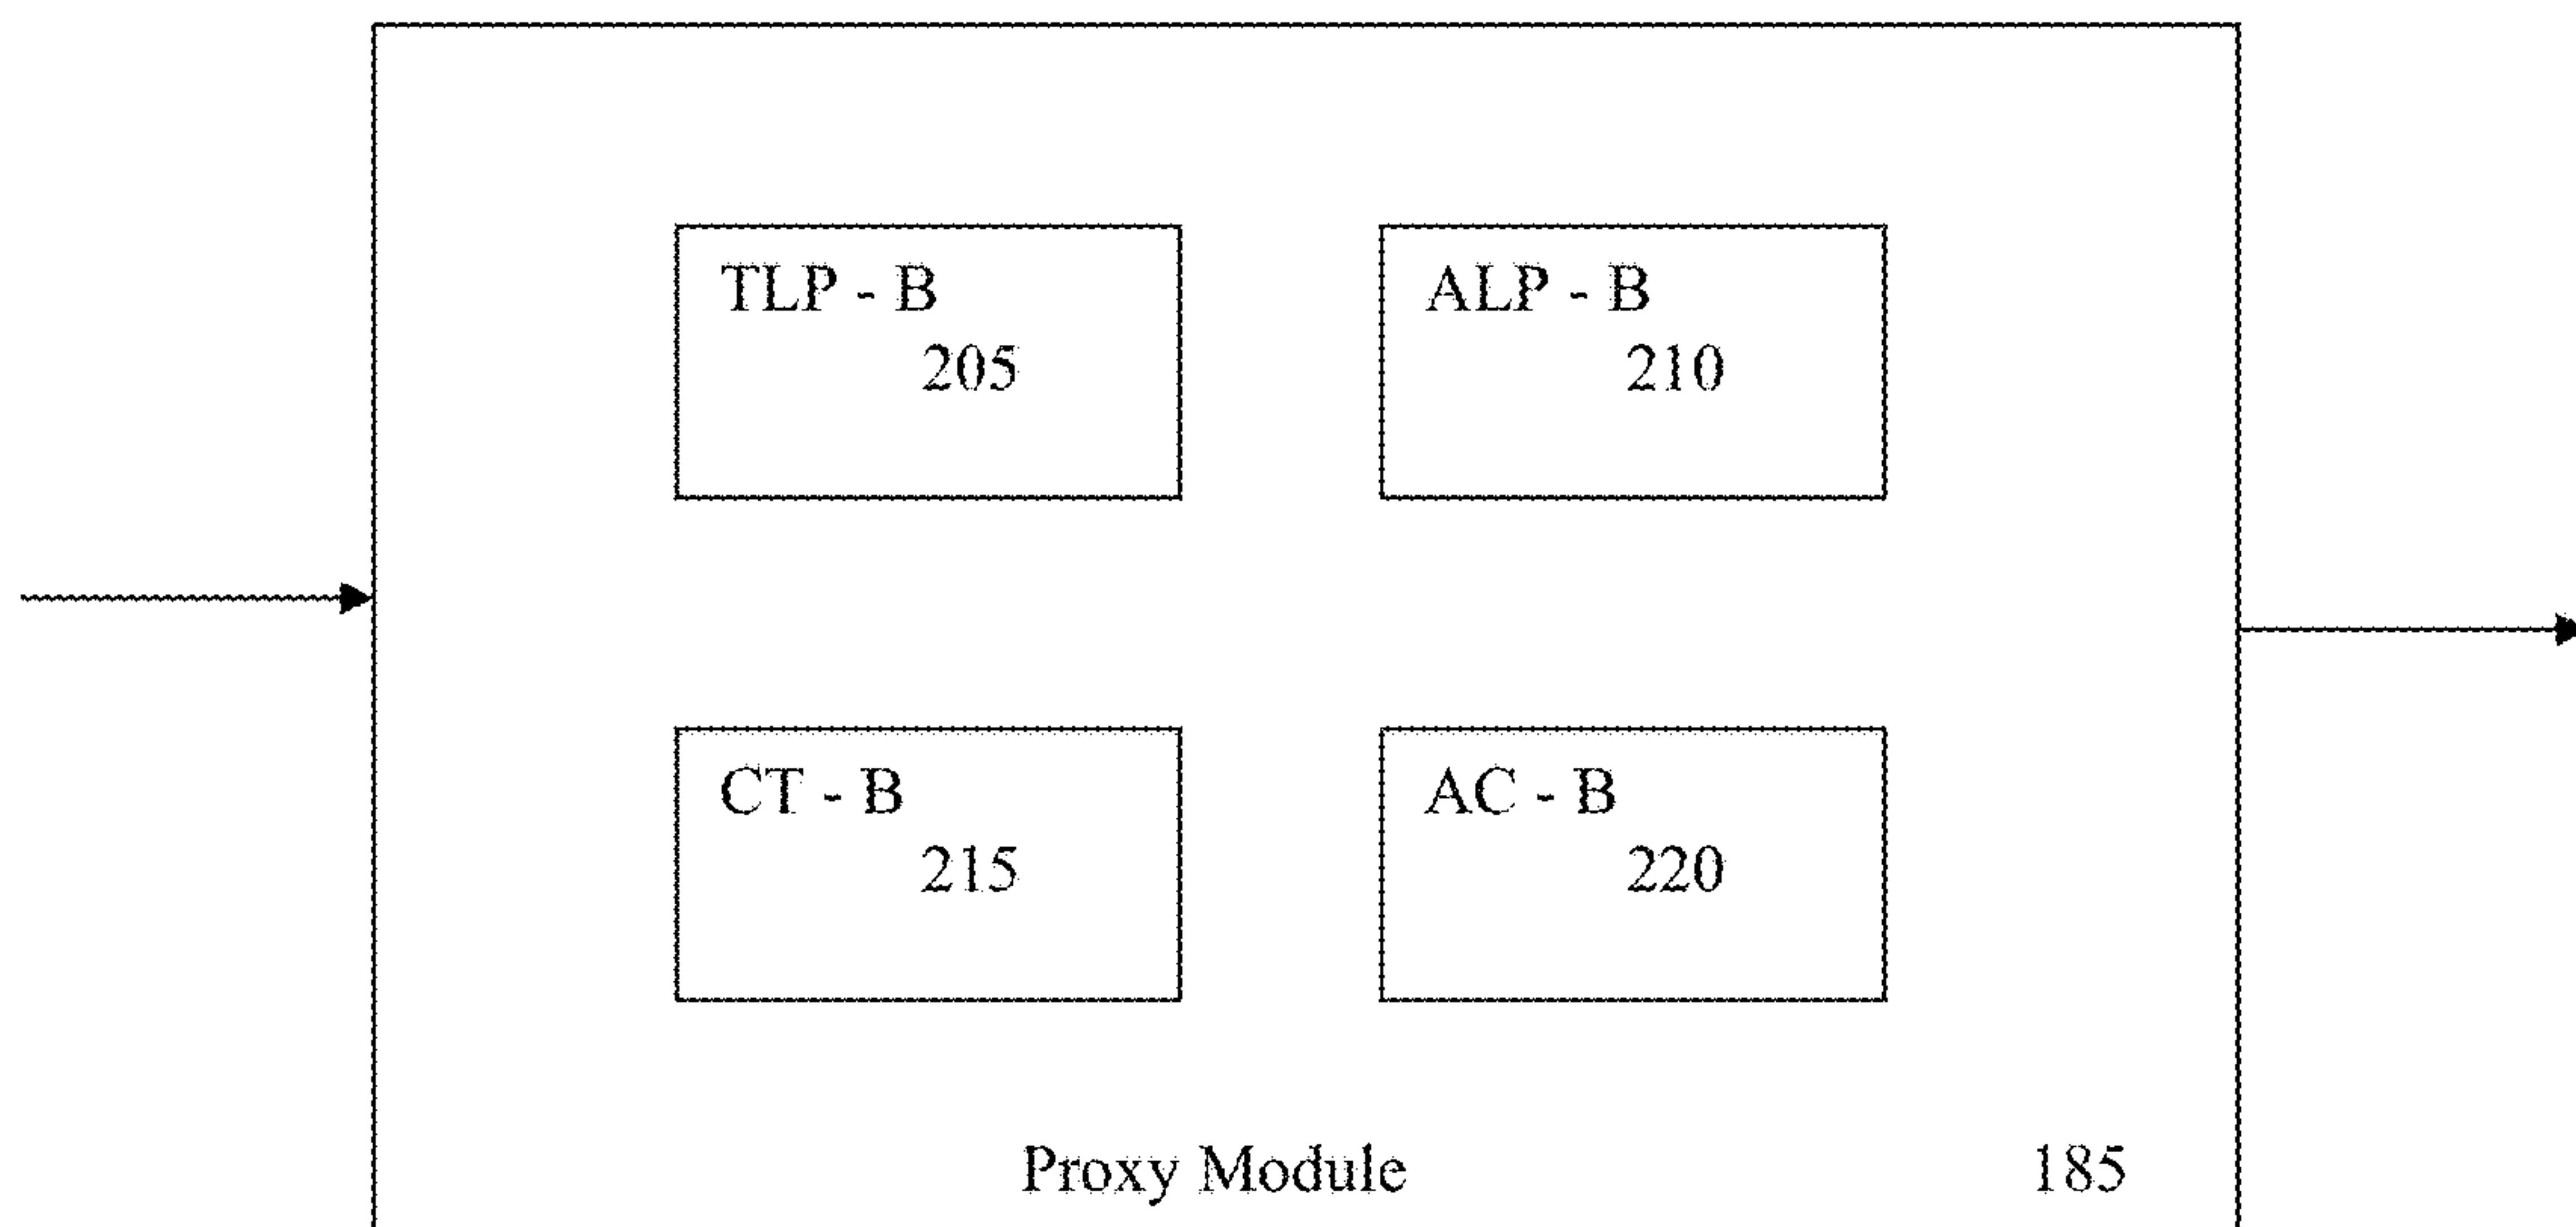 TLP - B
205
ALP - B
210
CT - B
215
AC - B
220
Proxy Module
185